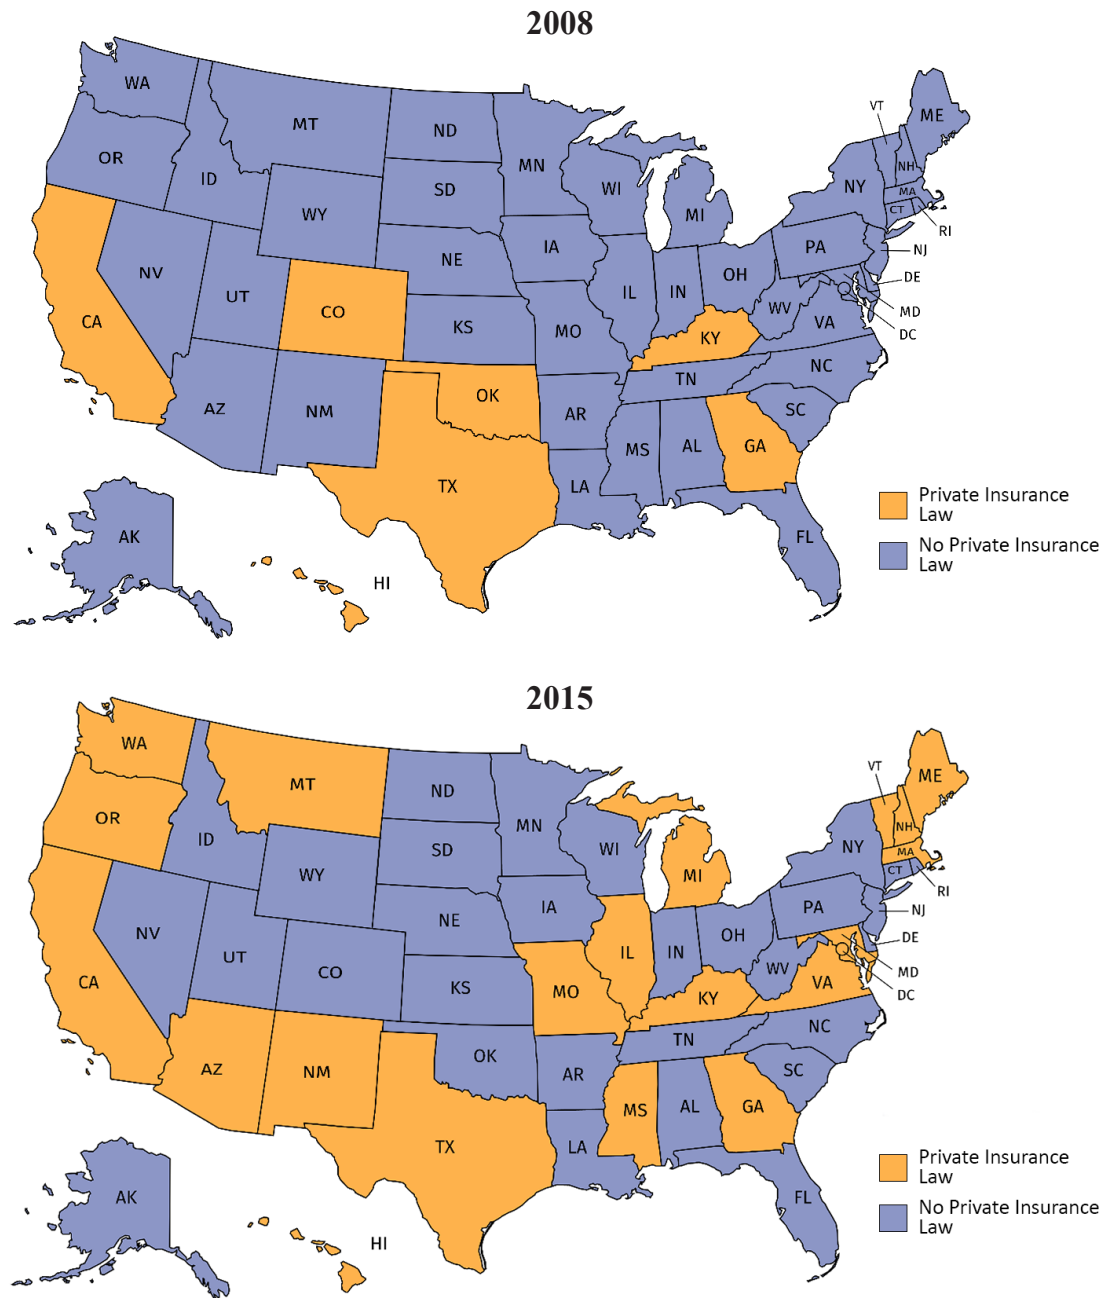 2008
WA
MT
ND
MN
OR
ID
SD
WI
MI
VT
ME
NH
NY
MA
CT
RI
WY
IA
NE
PA
NJ
NV
UT
CO
KS
MO
IL
IN
OH
WV
VA
DE
MD
DC
CA
KY
NC
TN
AZ
NM
OK
AR
SC
MS
AL
GA
TX
LA
FL
AK
HI
Private Insurance
Law
No Private Insurance
Law
2015
WA
MT
ND
MN
OR
ID
SD
WI
MI
VT
ME
NH
NY
MA
CT
RI
WY
IA
NE
PA
NJ
NV
UT
CO
KS
MO
IL
IN
OH
WV
VA
DE
MD
DC
CA
KY
NC
TN
AZ
NM
OK
AR
SC
MS
AL
GA
TX
LA
FL
AK
HI
Private Insurance
Law
No Private Insurance
Law